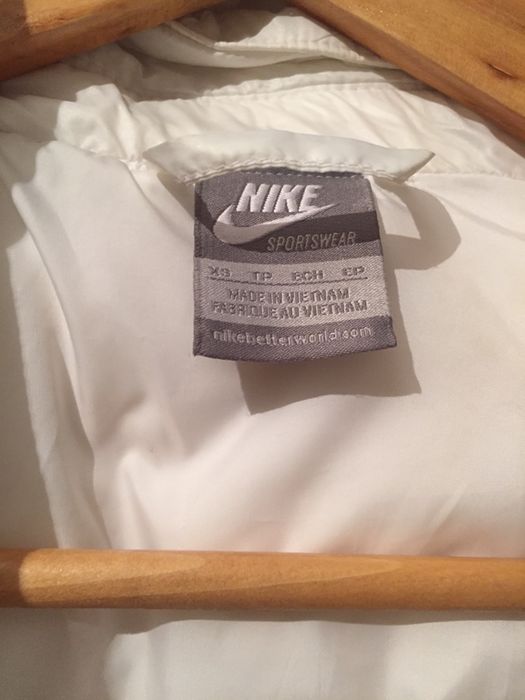 NIKE
SPORTSWEAR
XS TP ECH EP
MADE IN VIETNAM
FABRIQUE AU VIETNAM
nikebetterworld.com